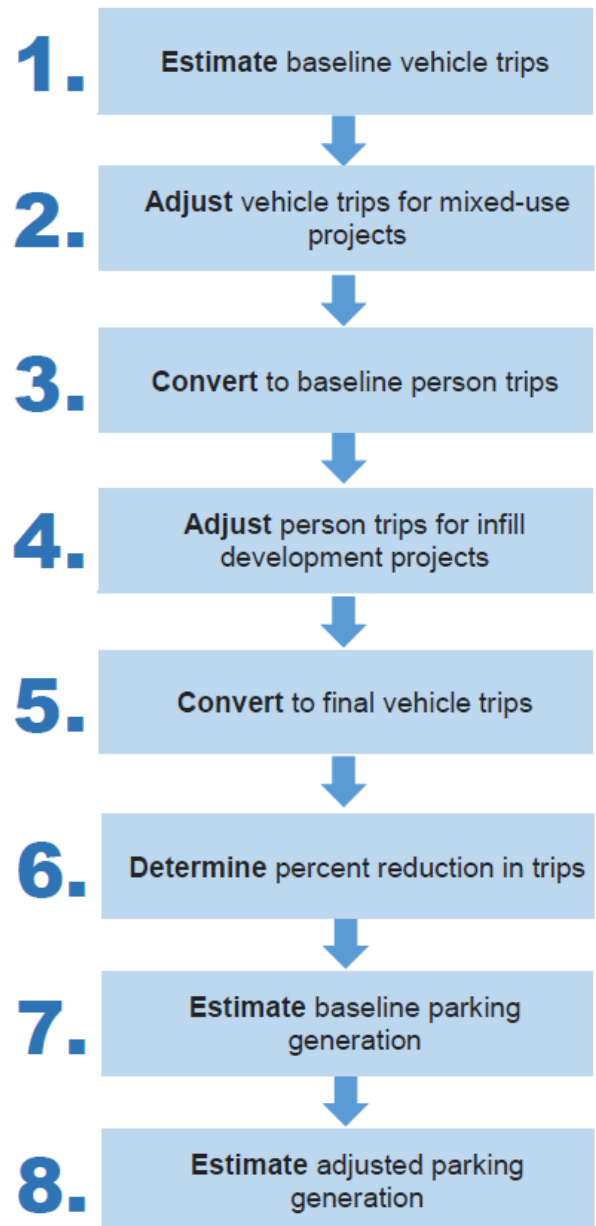 1.
Estimate baseline vehicle trips
2.
Adjust vehicle trips for mixed-use
projects
3.
Convert to baseline person trips
4.
Adjust person trips for infill
development projects
5.
Convert to final vehicle trips
6.
Determine percent reduction in trips
7.
Estimate baseline parking
generation
8.
Estimate adjusted parking
generation